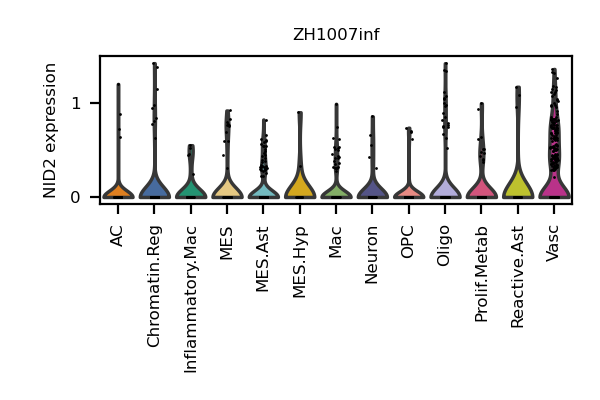 ZH1007inf
NID2 expression
1
0
AC
Chromatin.Reg
Inflammatory.Mac
MES
MES.Ast
MES.Hyp
Mac
Neuron
OPC
Oligo
Prolif.Metab
Reactive.Ast
Vasc